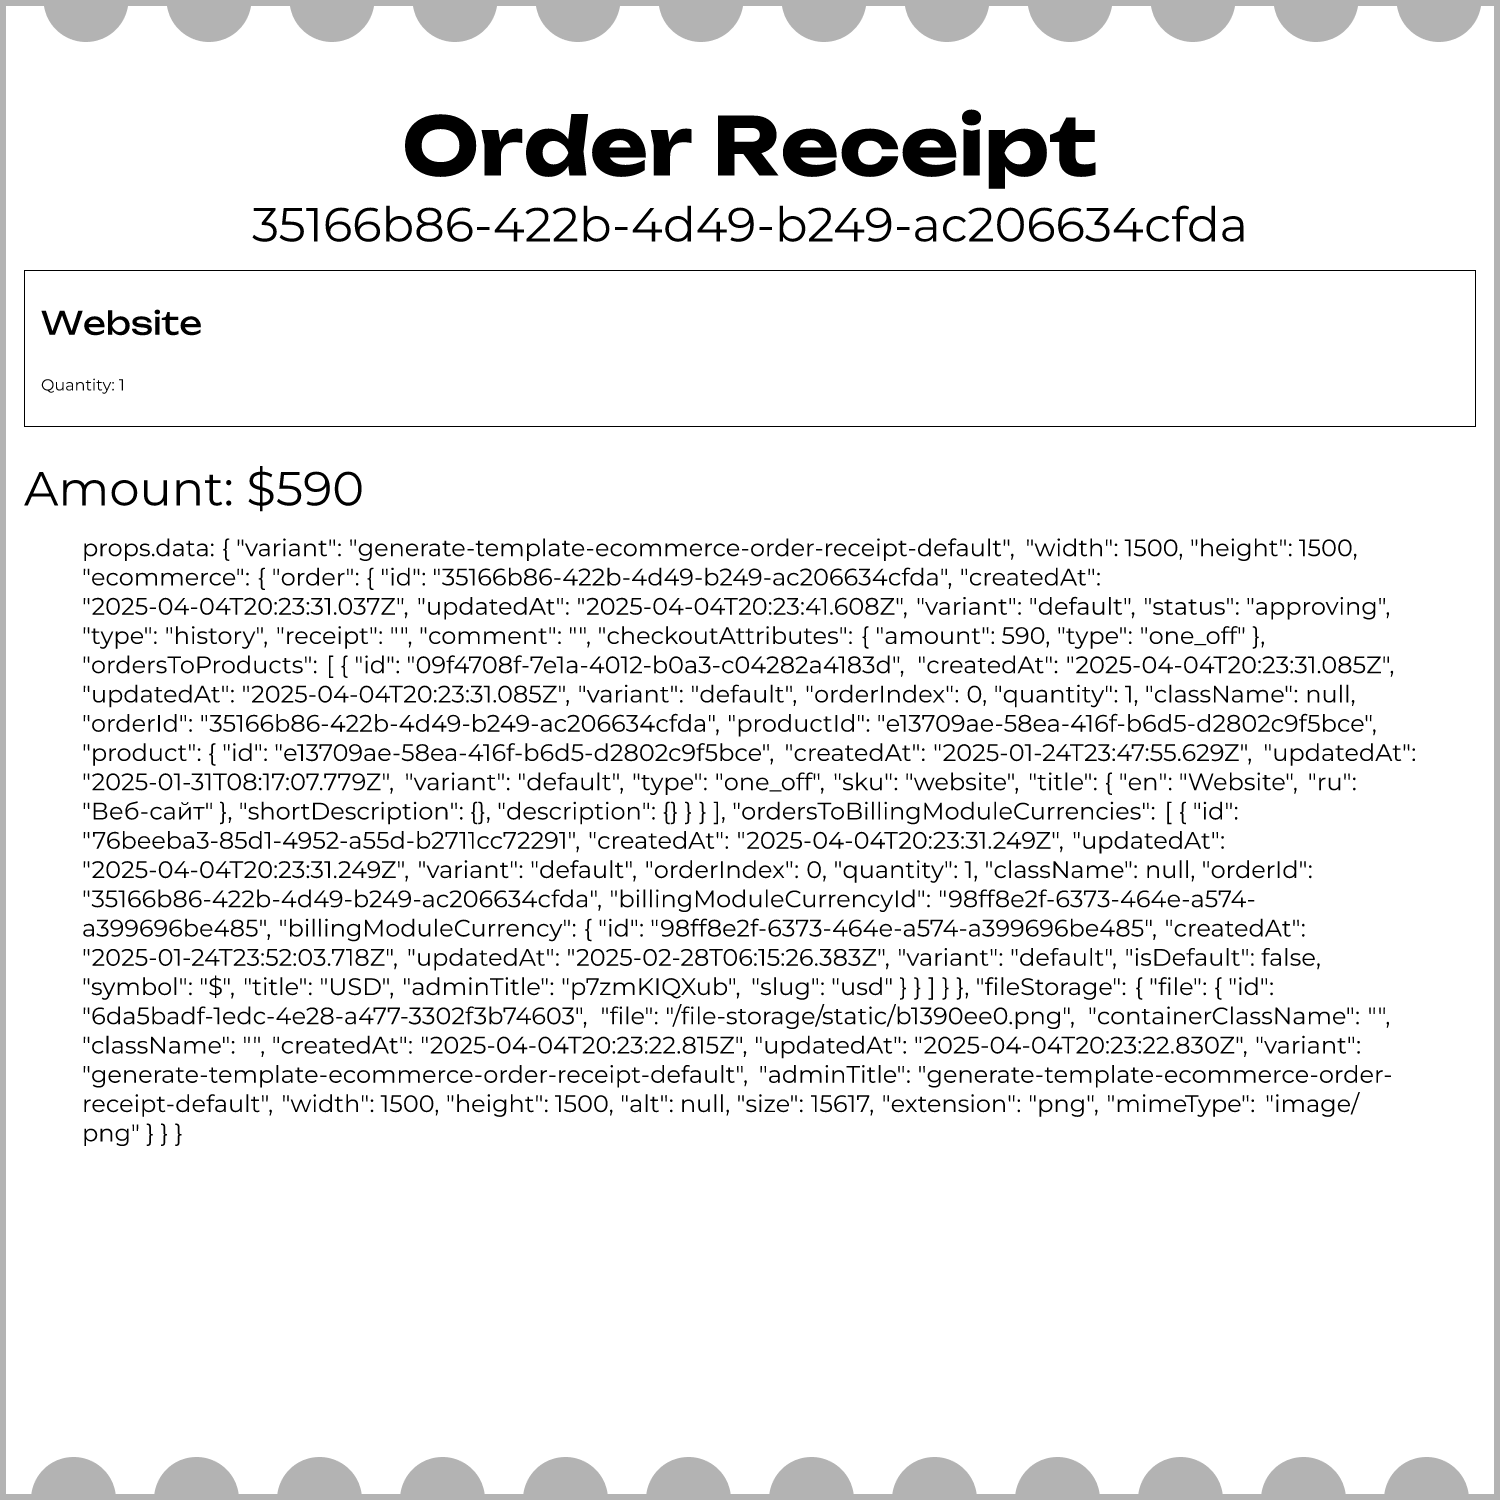 Order Receipt
35166b86-422b-4d49-b249-ac206634cfda
Website
Quantity: 1
Amount: $590
props.data: { "variant": "generate-template-ecommerce-order-receipt-default", "width": 1500, "height": 1500,
"ecommerce": { "order": { "id": "35166b86-422b-4d49-b249-ac206634cfda", "createdAt":
"2025-04-04T20:23:31.037Z", "updatedAt": "2025-04-04T20:23:41.608Z", "variant": "default", "status": "approving",
"type": "history", "receipt": "", "comment": "", "checkoutAttributes": { "amount": 590, "type": "one_off" },
"ordersToProducts": [ { "id": "09f4708f-7e1a-4012-b0a3-c04282a4183d", "createdAt": "2025-04-04T20:23:31.085Z",
"updatedAt": "2025-04-04T20:23:31.085Z", "variant": "default", "orderIndex": 0, "quantity": 1, "className": null,
"orderId": "35166b86-422b-4d49-b249-ac206634cfda", "productId": "e13709ae-58ea-416f-b6d5-d2802c9f5bce",
"product": { "id": "e13709ae-58ea-416f-b6d5-d2802c9f5bce", "createdAt": "2025-01-24T23:47:55.629Z", "updatedAt":
"2025-01-31T08:17:07.779Z", "variant": "default", "type": "one_off", "sku": "website", "title": { "en": "Website", "ru":
"Веб-сайт" }, "shortDescription": {}, "description": {} } } ], "ordersToBillingModuleCurrencies": [ { "id":
"76beeba3-85d1-4952-a55d-b2711cc72291", "createdAt": "2025-04-04T20:23:31.249Z", "updatedAt":
"2025-04-04T20:23:31.249Z", "variant": "default", "orderIndex": 0, "quantity": 1, "className": null, "orderId":
"35166b86-422b-4d49-b249-ac206634cfda", "billingModuleCurrencyId": "98ff8e2f-6373-464e-a574-
a399696be485", "billingModuleCurrency": { "id": "98ff8e2f-6373-464e-a574-a399696be485", "createdAt":
"2025-01-24T23:52:03.718Z", "updatedAt": "2025-02-28T06:15:26.383Z", "variant": "default", "isDefault": false,
"symbol": "$", "title": "USD", "adminTitle": "p7zmKIQXub", "slug": "usd" } } ] } }, "fileStorage": { "file": { "id":
"6da5badf-1edc-4e28-a477-3302f3b74603", "file": "/file-storage/static/b1390ee0.png", "containerClassName": "",
"className": "", "createdAt": "2025-04-04T20:23:22.815Z", "updatedAt": "2025-04-04T20:23:22.830Z", "variant":
"generate-template-ecommerce-order-receipt-default", "adminTitle": "generate-template-ecommerce-order-
receipt-default", "width": 1500, "height": 1500, "alt": null, "size": 15617, "extension": "png", "mimeType": "image/
png" } } }